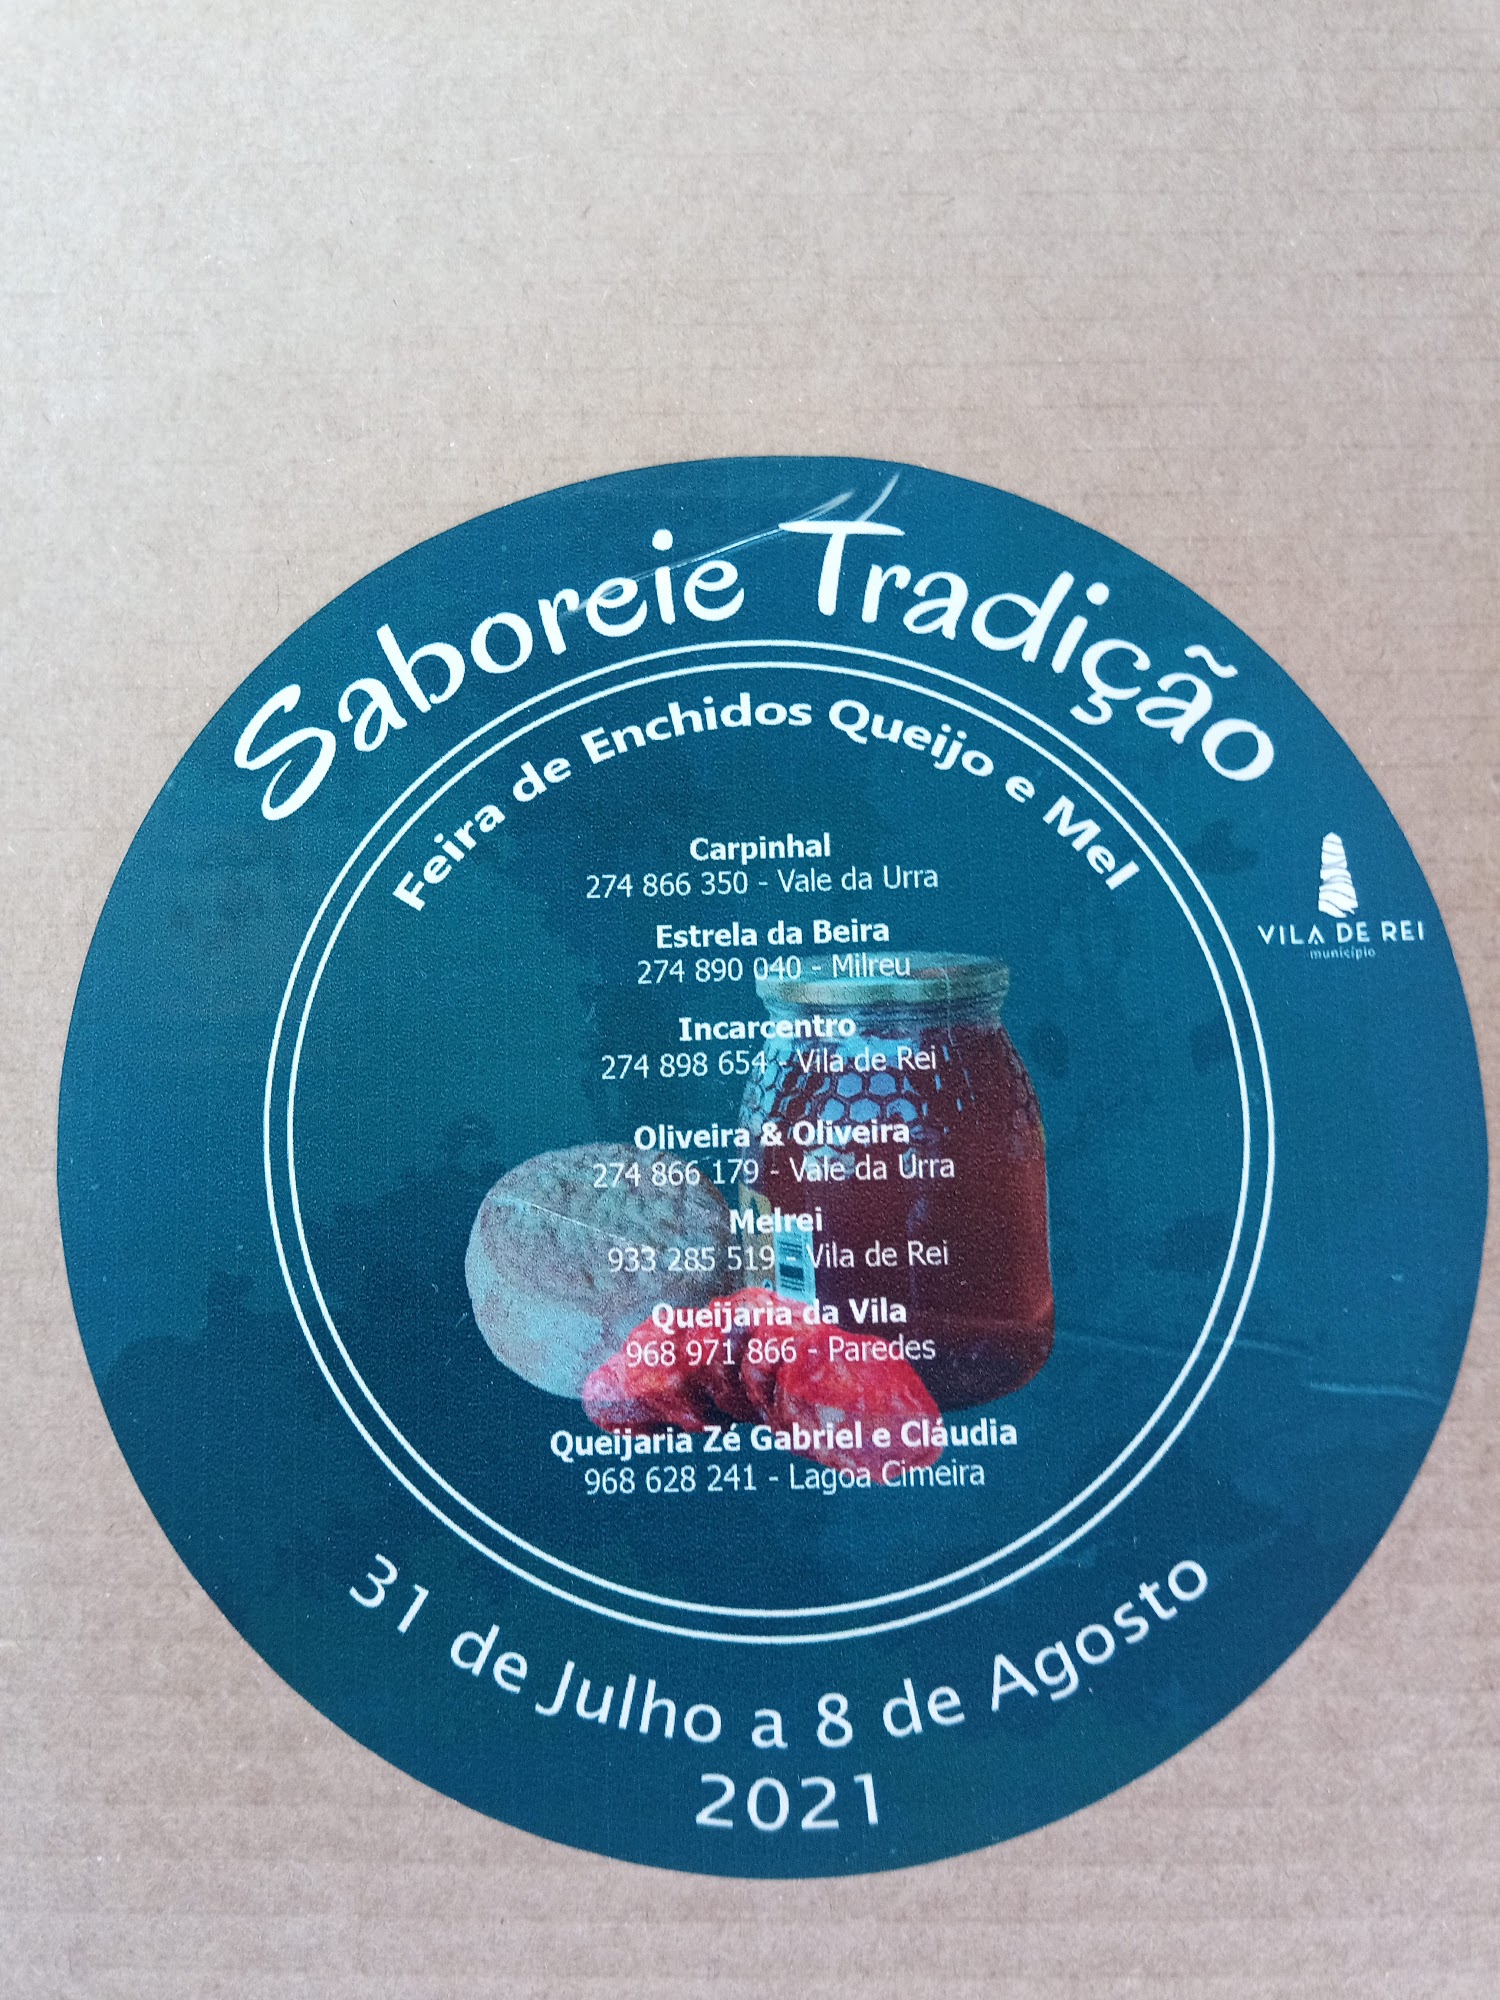 Saboreie Tradição
Feira de Enchidos Queijo e Mel
Carpinhal
274 866 350 - Vale da Urra
Estrela da Beira
274 890 040 - Milreu
Incarcentro
274 898 654 - Vila de Rei
Oliveira & Oliveira
274 866 179 - Vale da Urra
Melrei
933 285 519 - Vila de Rei
Queijaria da Vila
968 971 866 - Paredes
Queijaria Zé Gabriel e Cláudia
968 628 241 - Lagoa Cimeira
31 de Julho a 8 de Agosto
2021
VILA DE REI
município